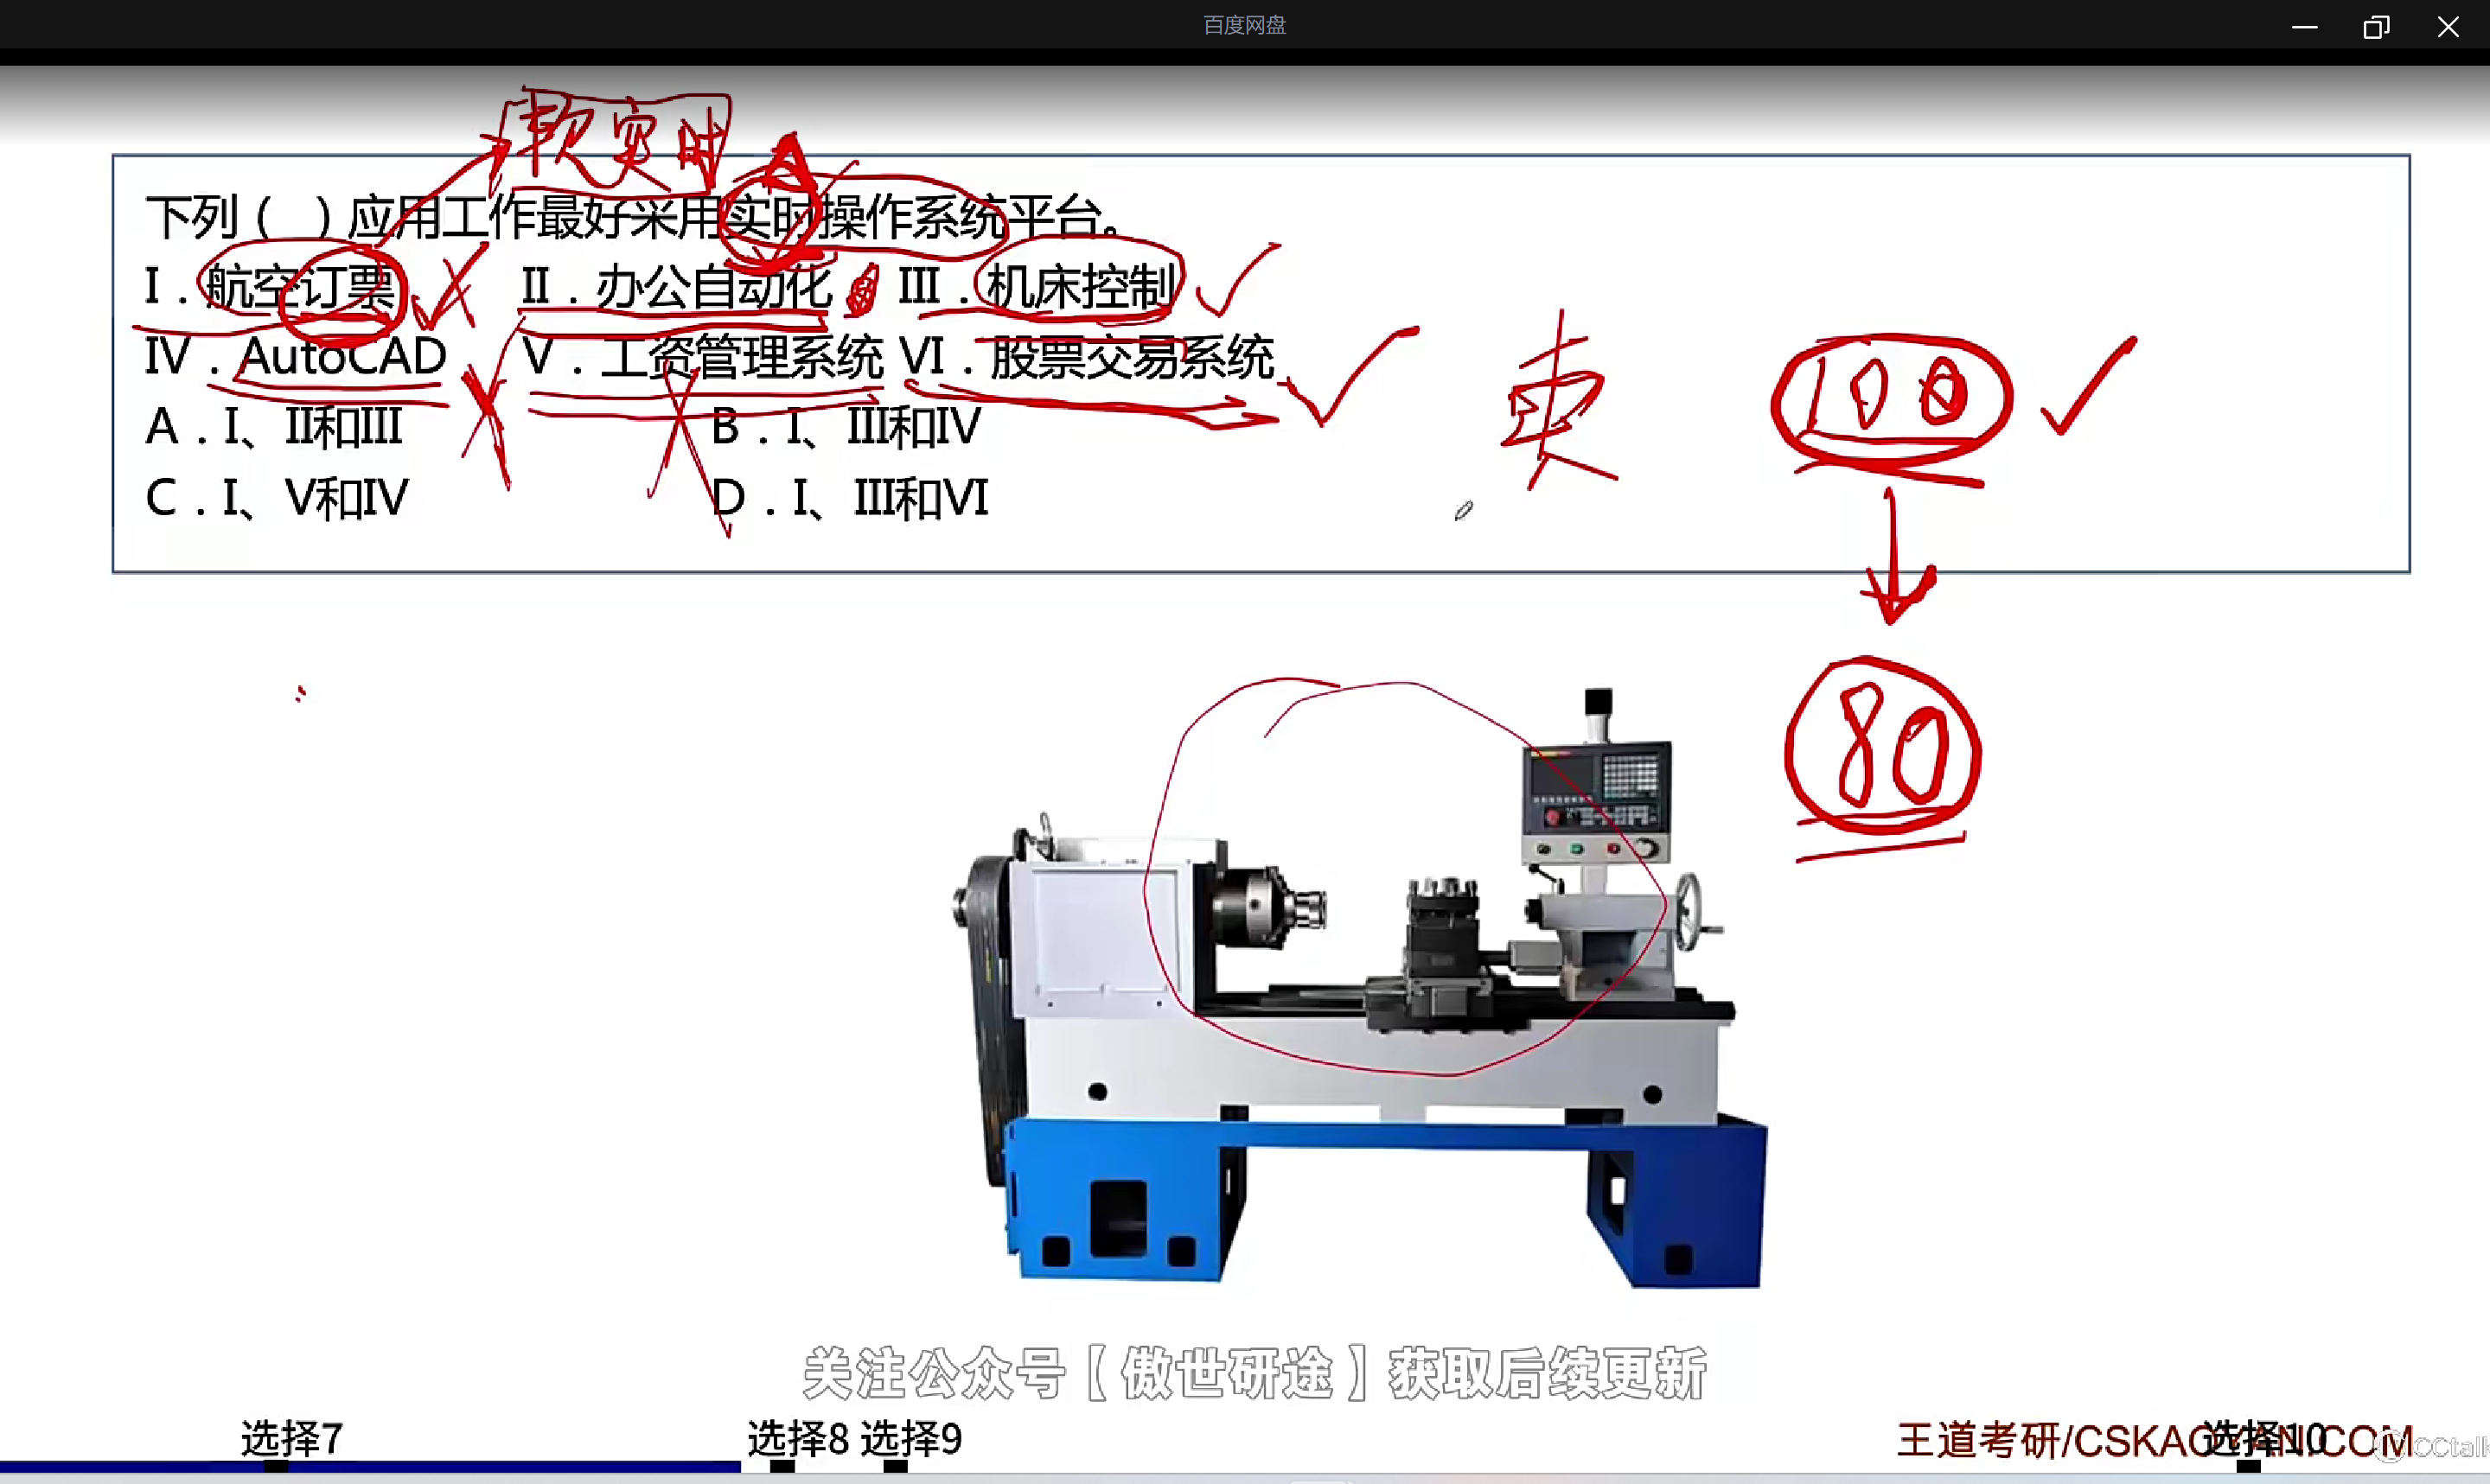 百度网盘
软实时
下列（ ）应用工作最好采用实时操作系统平台。
I．航空订票 II．办公自动化 III．机床控制
IV．AutoCAD V．工资管理系统 VI．股票交易系统
A．I、II和III B．I、III和IV
C．I、V和IV D．I、III和VI
卖 100
80
关注公众号【傲世研途】获取后续更新
选择7 选择8 选择9 选择10
王道考研/CSKAOYAN.COM
CCtalk